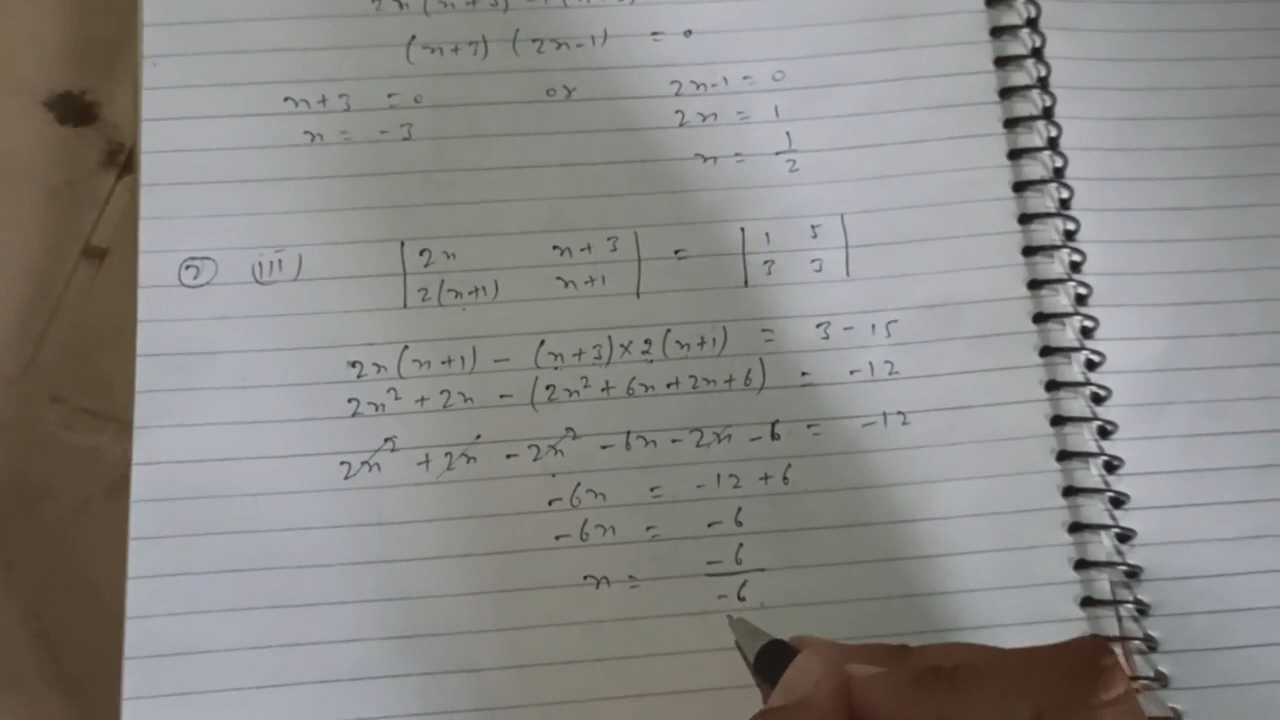 (x+3) (2x-1) = 0
x+3 = 0 or 2x-1 = 0
x = -3 2x = 1
x = 1/2
② (iii) |2x x+3| = |1 5|
|2(x+1) x+1| |3 3|
2x(x+1) - (x+3)×2(x+1) = 3-15
2x² + 2x - (2x² + 6x + 2x + 6) = -12
2x² + 2x - 2x² - 6x - 2x - 6 = -12
-6x = -12 + 6
-6x = -6
x = -6/-6